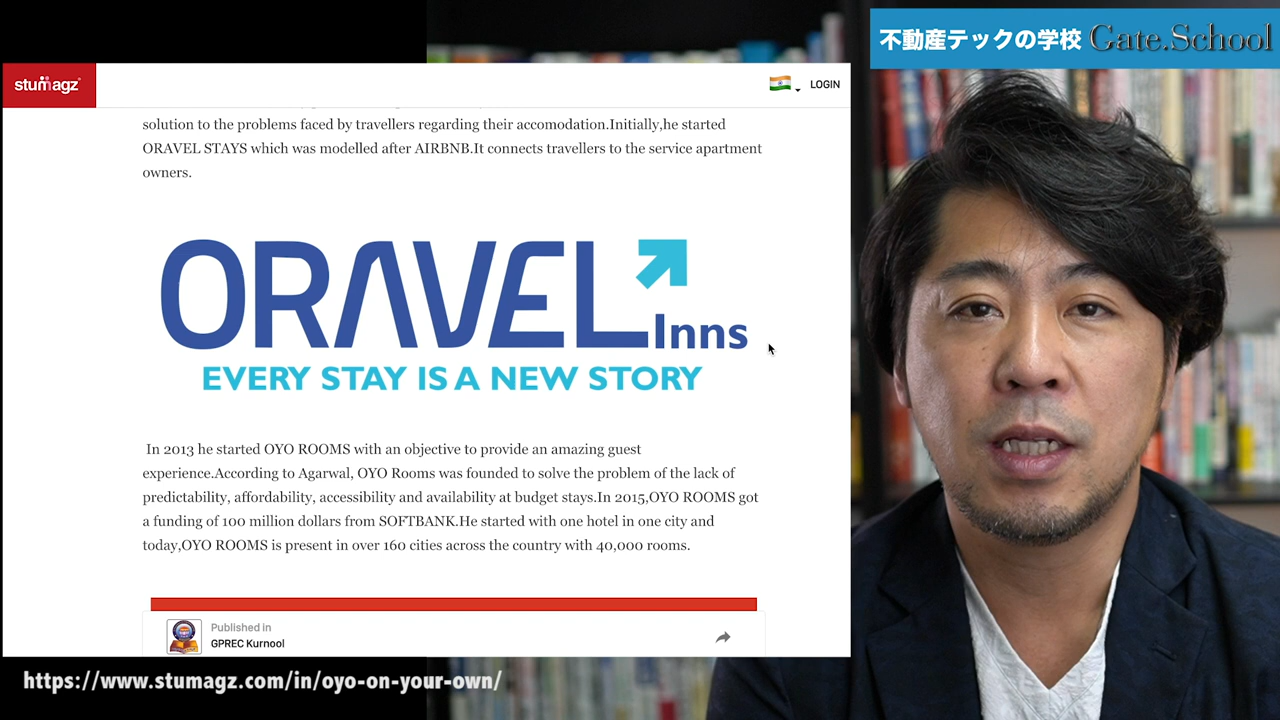 不動産テックの学校 Gate.School
stumagz
LOGIN
solution to the problems faced by travellers regarding their accomodation.Initially,he started
ORAVEL STAYS which was modelled after AIRBNB.It connects travellers to the service apartment
owners.
ORAVEL
Inns
EVERY STAY IS A NEW STORY
In 2013 he started OYO ROOMS with an objective to provide an amazing guest
experience.According to Agarwal, OYO Rooms was founded to solve the problem of the lack of
predictability, affordability, accessibility and availability at budget stays.In 2015,OYO ROOMS got
a funding of 100 million dollars from SOFTBANK.He started with one hotel in one city and
today,OYO ROOMS is present in over 160 cities across the country with 40,000 rooms.
Published in
GPREC Kurnool
https://www.stumagz.com/in/oyo-on-your-own/